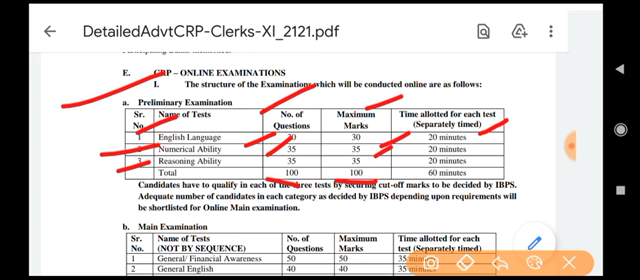 DetailedAdvtCRP-Clerks-XI_2121.pdf
E. CRP – ONLINE EXAMINATIONS
I. The structure of the Examinations which will be conducted online are as follows:
a. Preliminary Examination
Sr. No. Name of Tests No. of Questions Maximum Marks Time allotted for each test (Separately timed)
1 English Language 30 30 20 minutes
2 Numerical Ability 35 35 20 minutes
3 Reasoning Ability 35 35 20 minutes
Total 100 100 60 minutes
Candidates have to qualify in each of the three tests by securing cut-off marks to be decided by IBPS.
Adequate number of candidates in each category as decided by IBPS depending upon requirements will
be shortlisted for Online Main examination.
b. Main Examination
Sr. No. Name of Tests (NOT BY SEQUENCE) No. of Questions Maximum Marks Time allotted for each test (Separately timed)
1 General/ Financial Awareness 50 50 35 minutes
2 General English 40 40 35 minutes